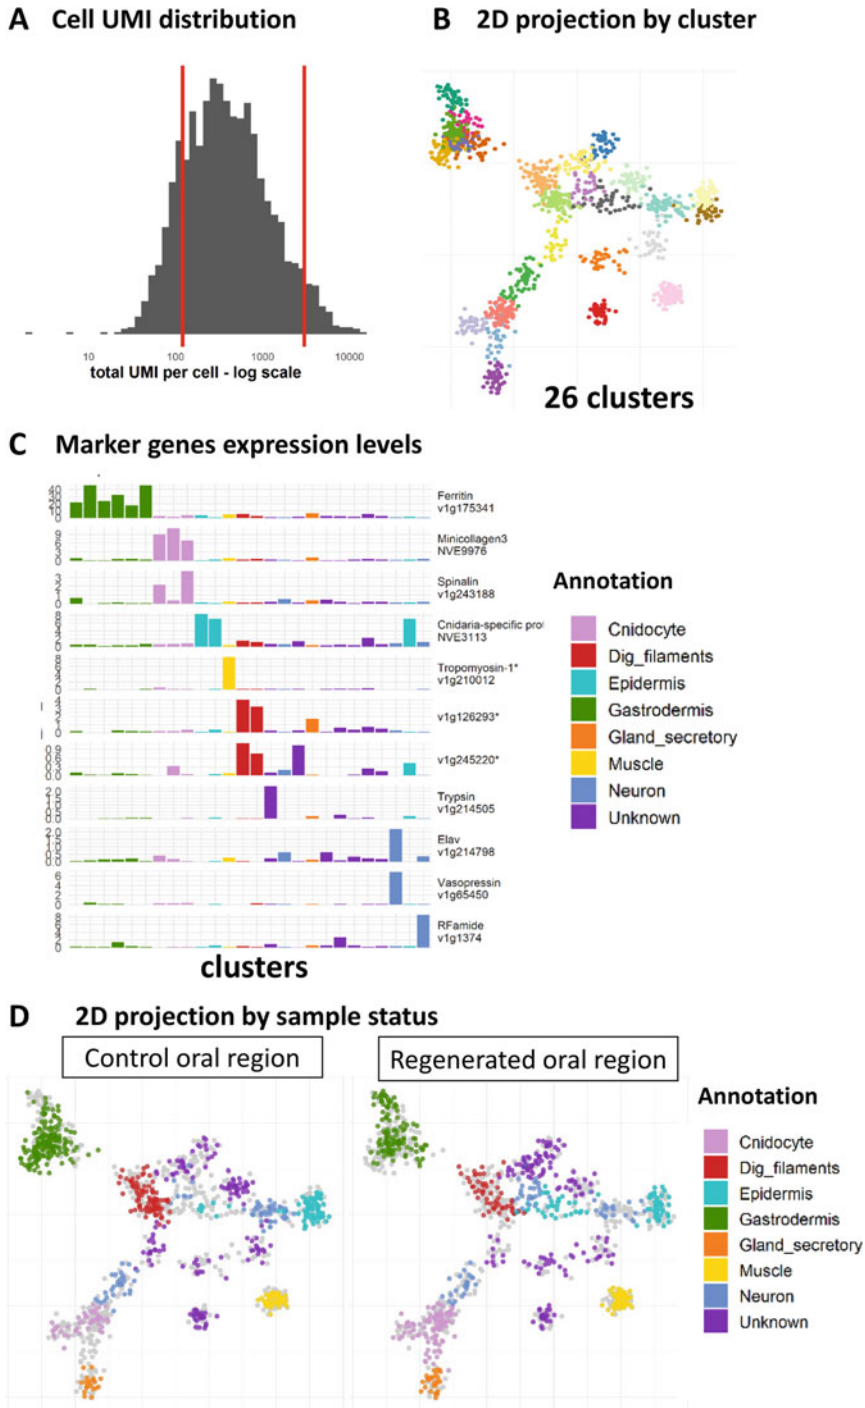 A Cell UMI distribution
10 100 1000 10000
total UMI per cell - log scale
B 2D projection by cluster
26 clusters
C Marker genes expression levels
Ferritin
v1g175341
Minicollagen3
NVE9976
Spinalin
v1g243188
Cnidaria-specific prot
NVE3113
Tropomyosin-1*
v1g210012
v1g126293*
v1g245220*
Trypsin
v1g214505
Elav
v1g214798
Vasopressin
v1g65450
RFamide
v1g1374
clusters
Annotation
Cnidocyte
Dig_filaments
Epidermis
Gastrodermis
Gland_secretory
Muscle
Neuron
Unknown
D 2D projection by sample status
Control oral region
Regenerated oral region
Annotation
Cnidocyte
Dig_filaments
Epidermis
Gastrodermis
Gland_secretory
Muscle
Neuron
Unknown